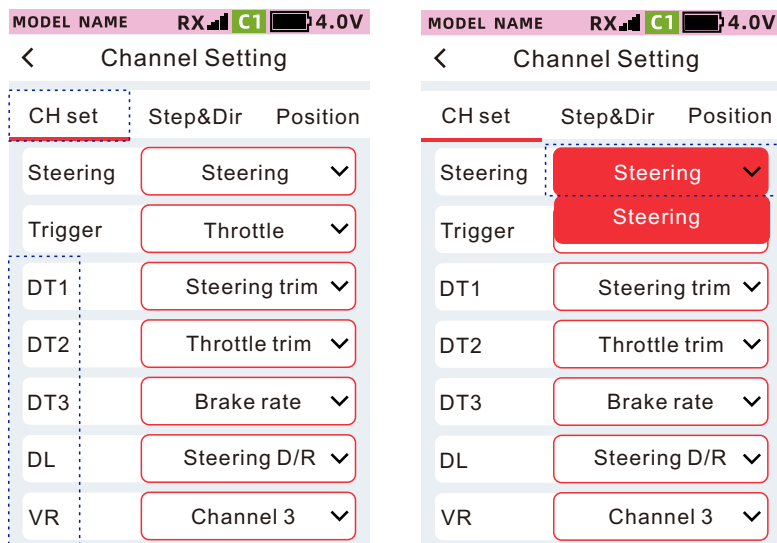 MODEL NAME RX C1 4.0V
Channel Setting
CH set Step&Dir Position
Steering Steering
Trigger Throttle
DT1 Steering trim
DT2 Throttle trim
DT3 Brake rate
DL Steering D/R
VR Channel 3
MODEL NAME RX C1 4.0V
Channel Setting
CH set Step&Dir Position
Steering Steering
Steering
Trigger
DT1 Steering trim
DT2 Throttle trim
DT3 Brake rate
DL Steering D/R
VR Channel 3